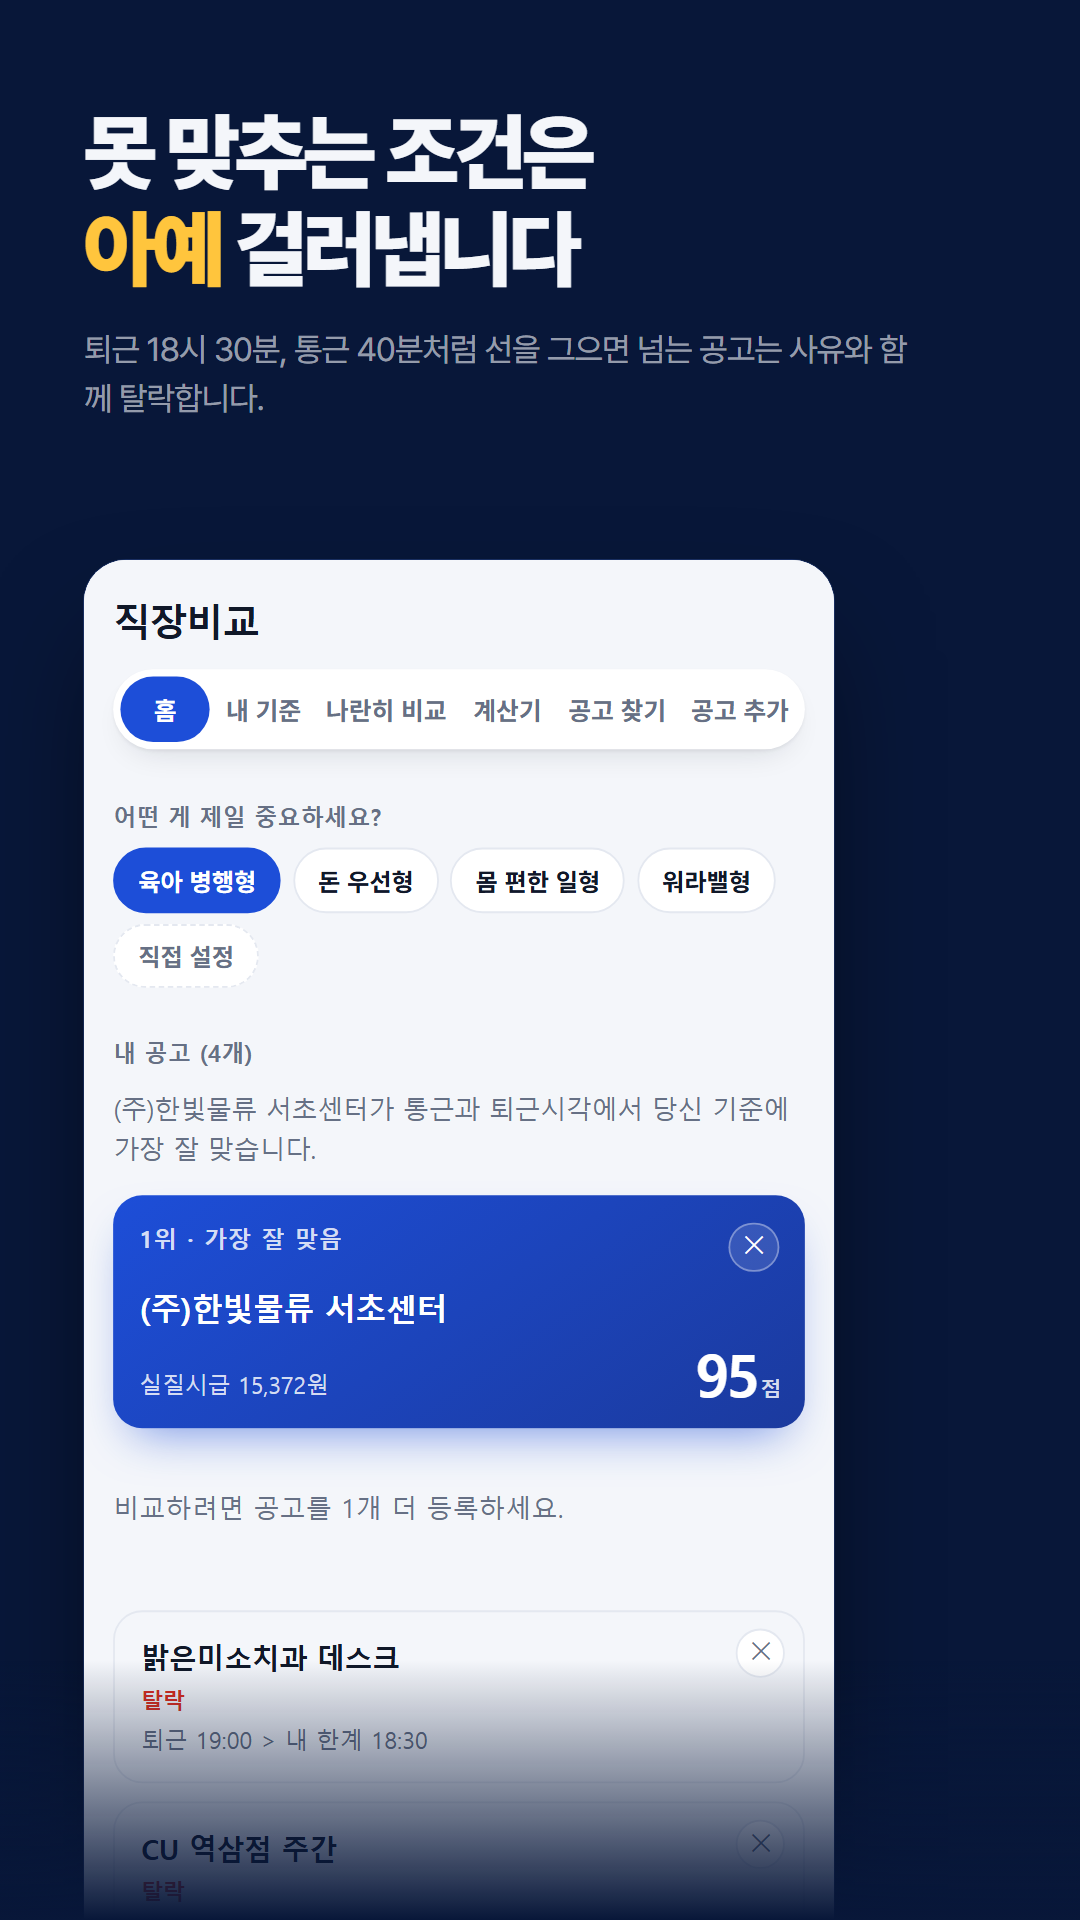 못 맞추는 조건은
아예 걸러냅니다
퇴근 18시 30분, 통근 40분처럼 선을 그으면 넘는 공고는 사유와 함
께 탈락합니다.
직장비교
홈 내 기준 나란히 비교 계산기 공고 찾기 공고 추가
어떤 게 제일 중요하세요?
육아 병행형 돈 우선형 몸 편한 일형 워라밸형
직접 설정
내 공고 (4개)
(주)한빛물류 서초센터가 통근과 퇴근시각에서 당신 기준에
가장 잘 맞습니다.
1위 · 가장 잘 맞음
(주)한빛물류 서초센터
실질시급 15,372원
95점
비교하려면 공고를 1개 더 등록하세요.
밝은미소치과 데스크
탈락
퇴근 19:00 > 내 한계 18:30
CU 역삼점 주간
탈락